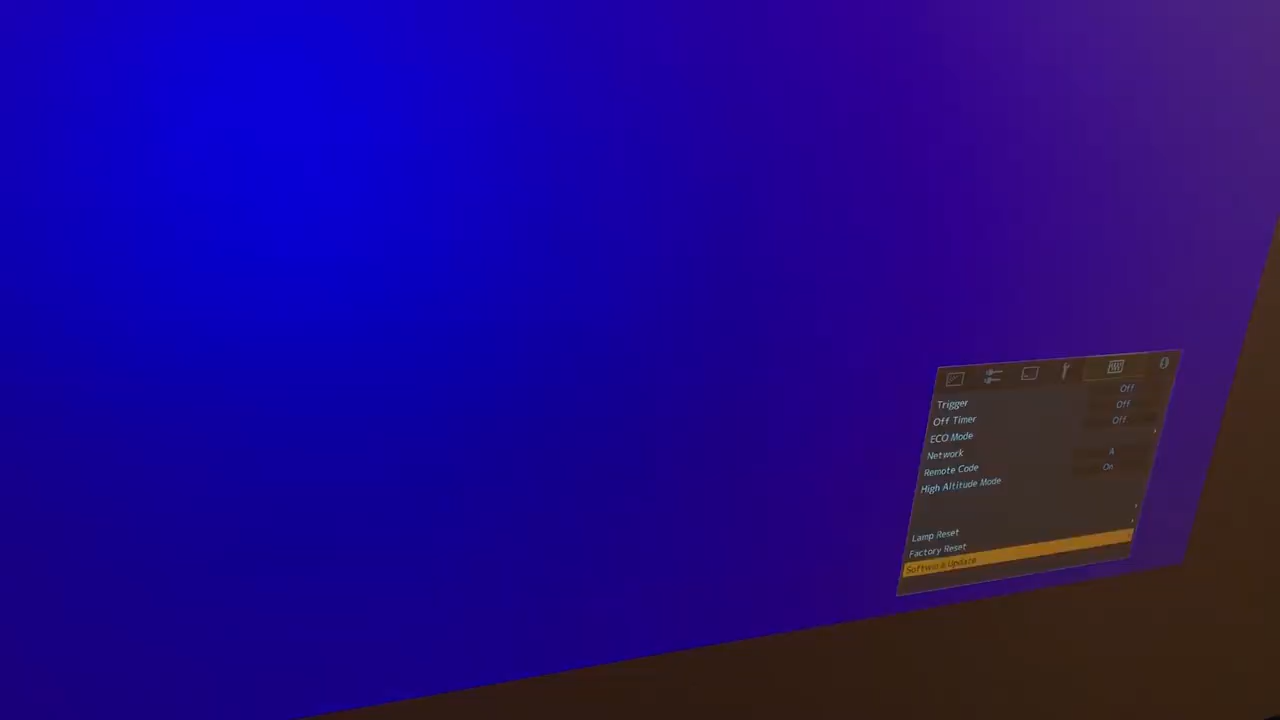 Trigger Off
Off Timer Off
ECO Mode Off
Network
Remote Code A
High Altitude Mode On
Lamp Reset
Factory Reset
Software Update